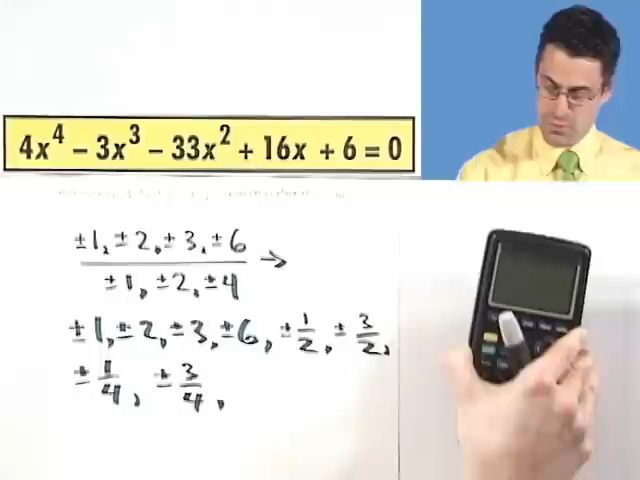 4x⁴ − 3x³ − 33x² + 16x + 6 = 0
±1, ±2, ±3, ±6
±1, ±2, ±4 →
±1, ±2, ±3, ±6, ±1/2, ±3/2,
±1/4, ±3/4,